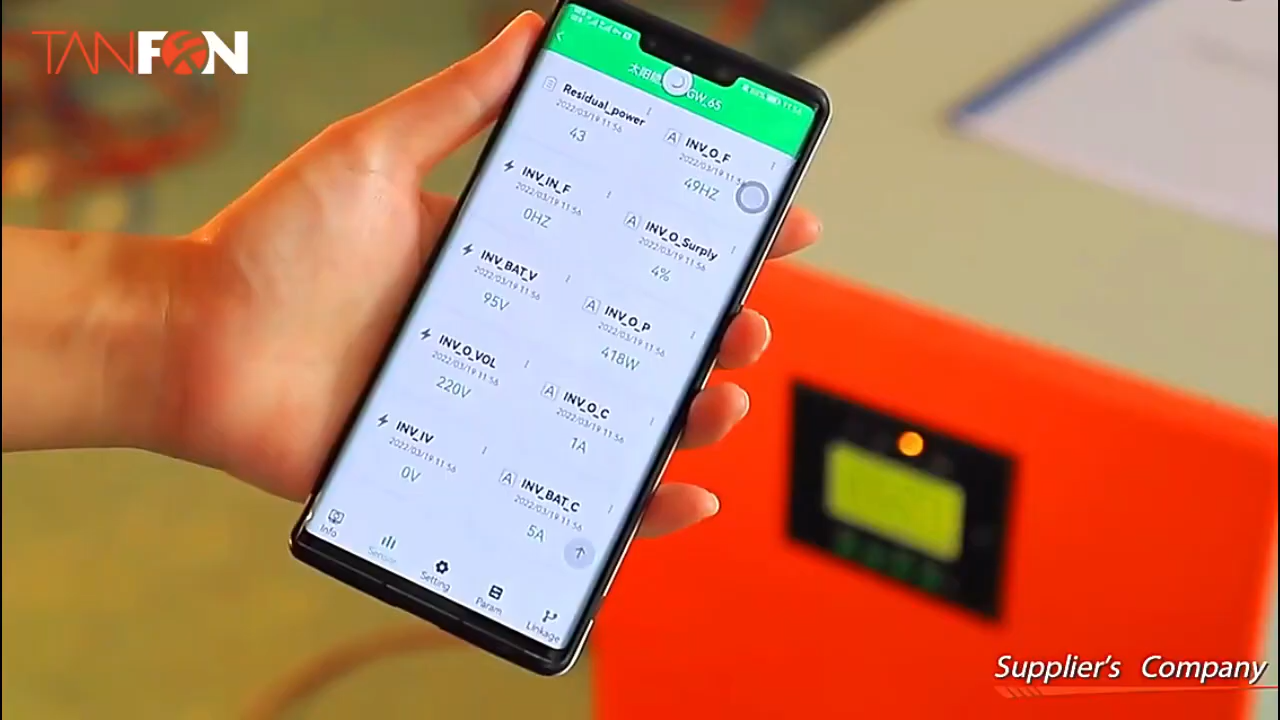 TANFON
太阳能
GW_65
Residual_power
2022/03/19 11:56
43
INV_O_F
2022/03/19 11:56
49HZ
INV_IN_F
2022/03/19 11:56
0HZ
INV_O_Surply
2022/03/19 11:56
4%
INV_BAT_V
2022/03/19 11:56
95V
INV_O_P
2022/03/19 11:56
418W
INV_O_VOL
2022/03/19 11:56
220V
INV_O_C
2022/03/19 11:56
1A
INV_IV
2022/03/19 11:56
0V
INV_BAT_C
2022/03/19 11:56
5A
Info
Sensor
Setting
Param
Linkage
Supplier's Company